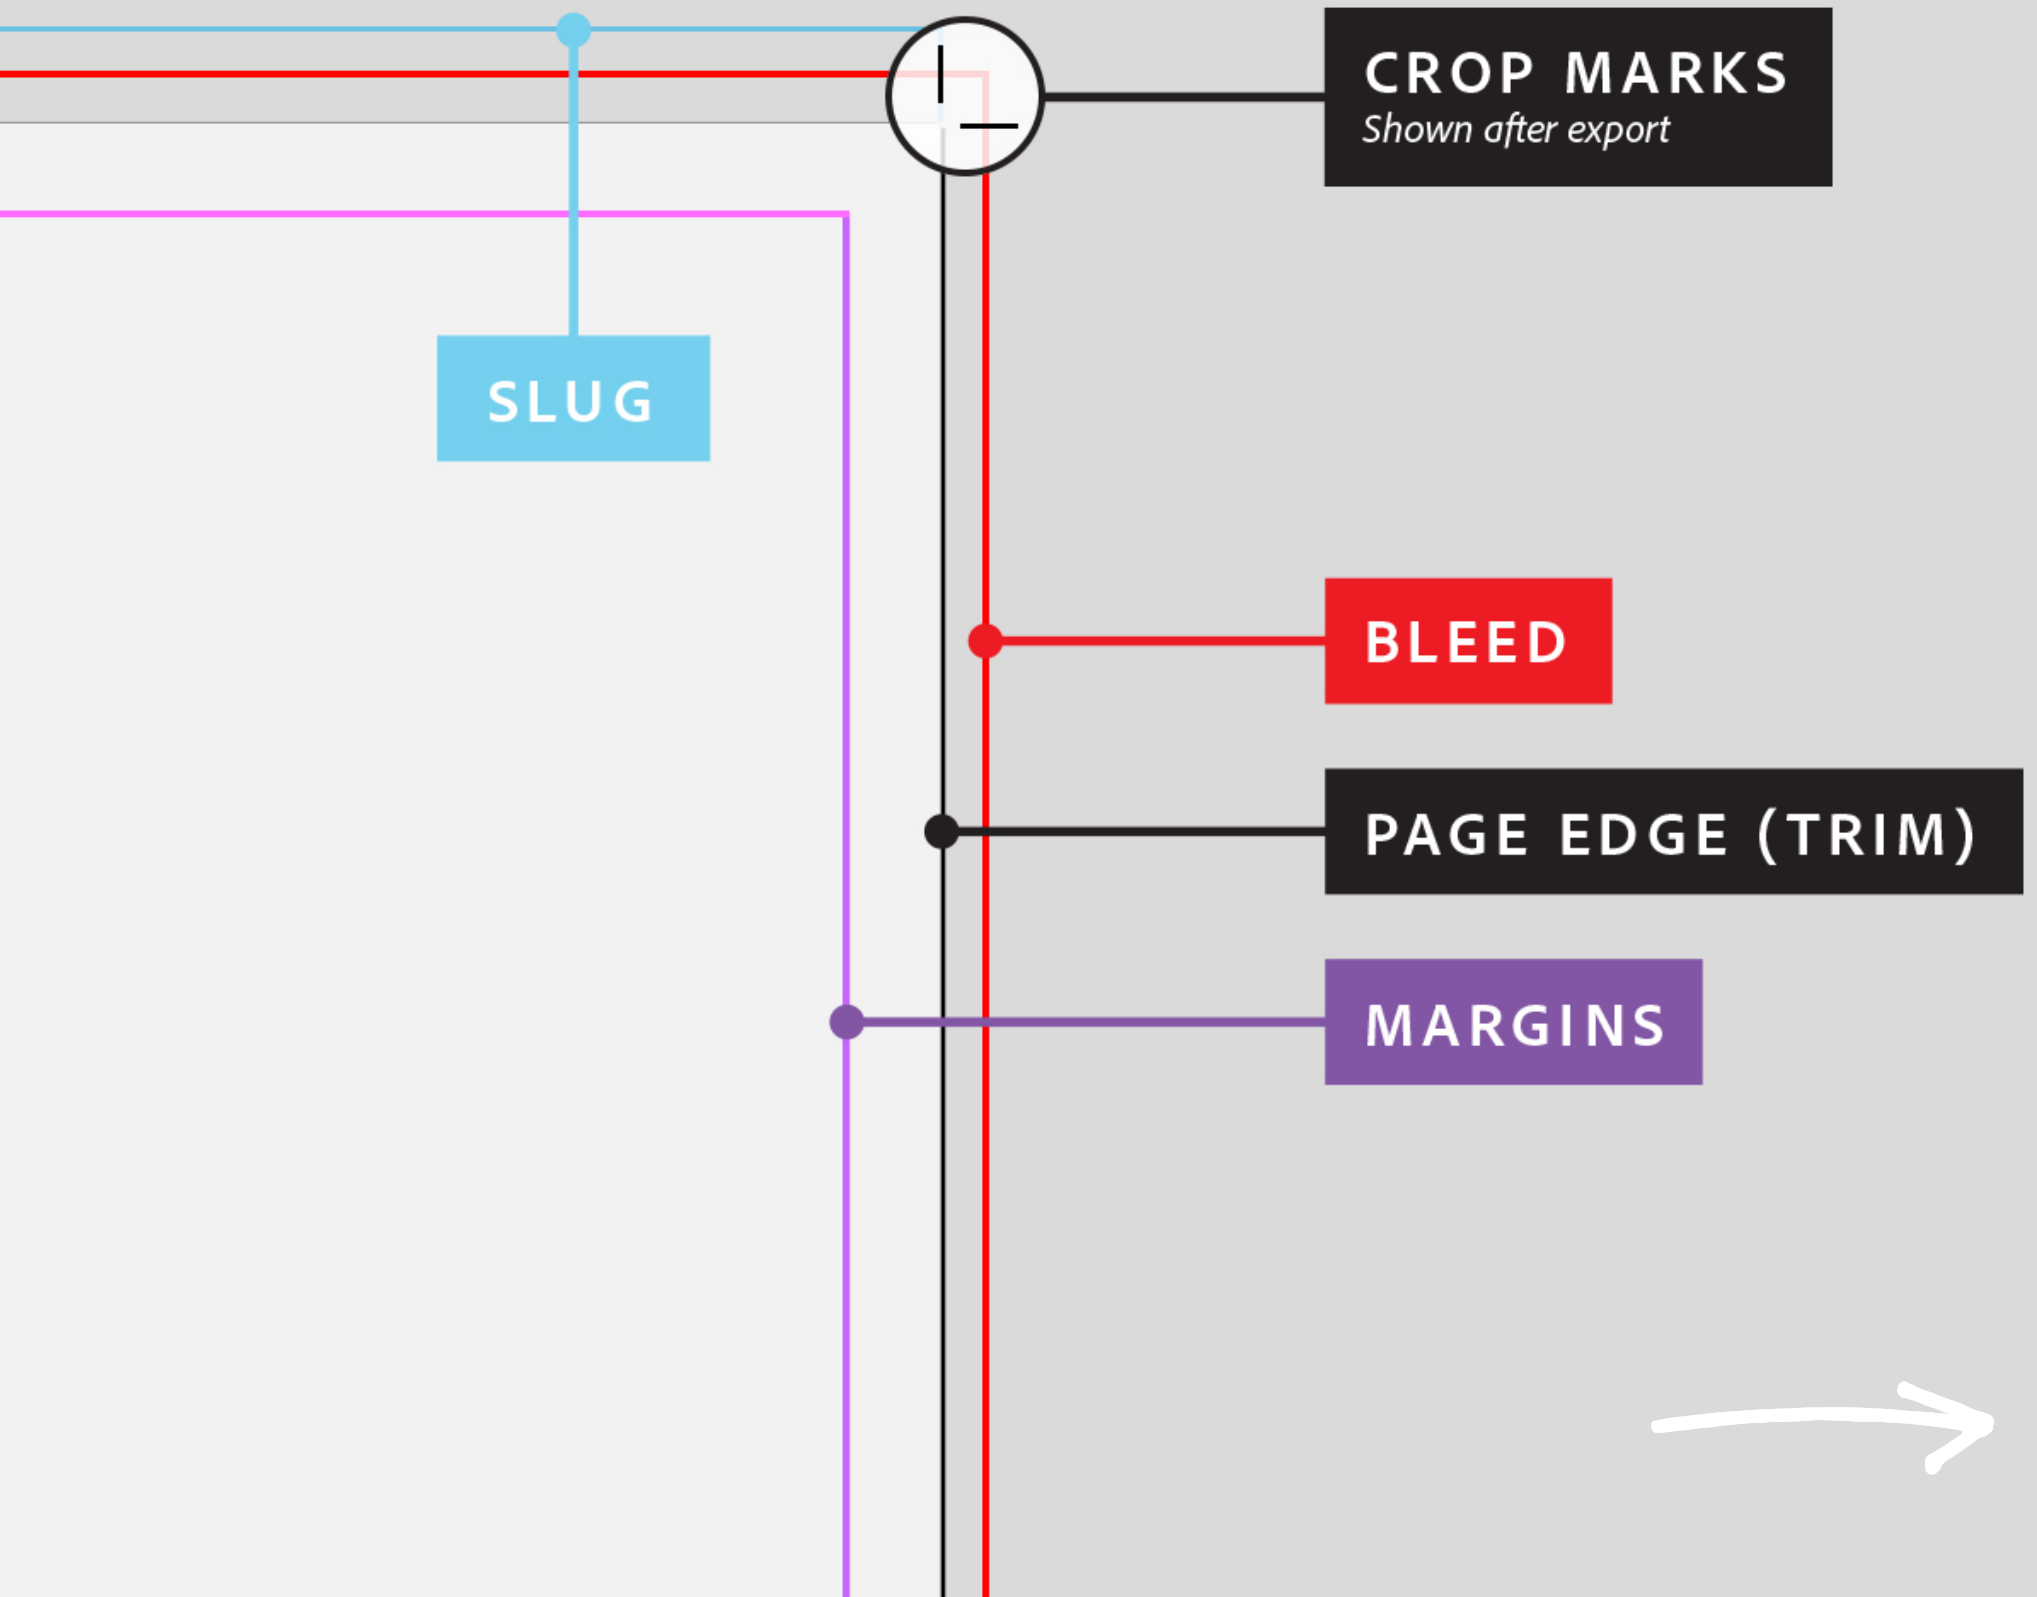 CROP MARKS
Shown after export
SLUG
BLEED
PAGE EDGE (TRIM)
MARGINS